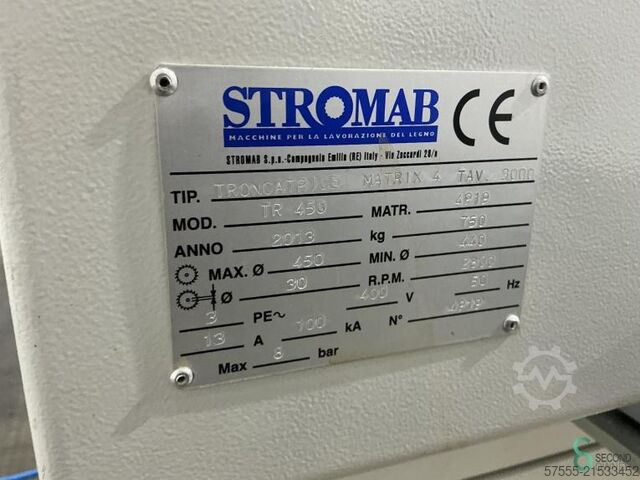 STROMAB CE
MACCHINE PER LA LAVORAZIONE DEL LEGNO
STROMAB S.p.a.-Campagnola Emilia (RE) Italy - Via Zuccardi 28/a
TIP. TRONCATRICE MATRIX 4 TAV. 3000
MOD. TR 450 MATR. 4819
ANNO 2013 kg 750
MAX. Ø 450 MIN. Ø 440
Ø 30 R.P.M. 2800
3 PE~ 400 V 50 Hz
13 A 100 kA N° 4819
Max 8 bar
SECOND
57555-21533452